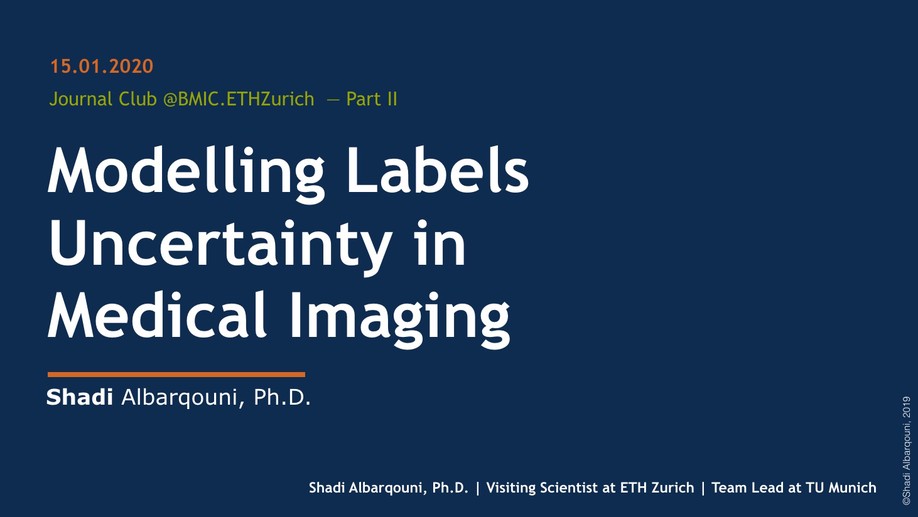 15.01.2020
Journal Club @BMIC.ETHZurich — Part II
Modelling Labels
Uncertainty in
Medical Imaging
Shadi Albarqouni, Ph.D.
Shadi Albarqouni, Ph.D. | Visiting Scientist at ETH Zurich | Team Lead at TU Munich
©Shadi Albarqouni, 2019